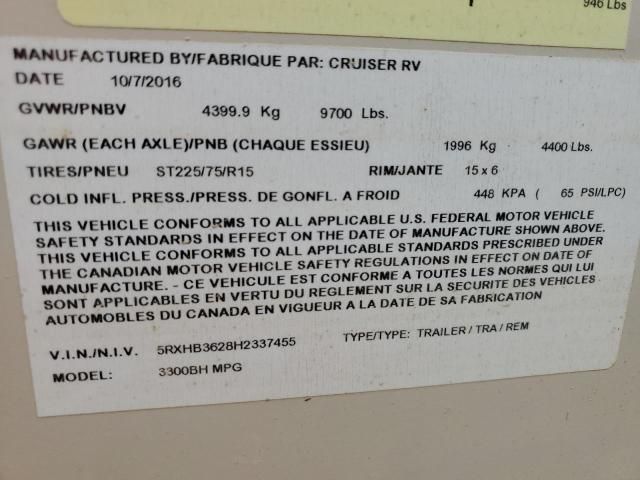 946 Lbs
MANUFACTURED BY/FABRIQUE PAR: CRUISER RV
DATE 10/7/2016
GVWR/PNBV 4399.9 Kg 9700 Lbs.
GAWR (EACH AXLE)/PNB (CHAQUE ESSIEU) 1996 Kg 4400 Lbs.
TIRES/PNEU ST225/75/R15 RIM/JANTE 15 x 6
COLD INFL. PRESS./PRESS. DE GONFL. A FROID 448 KPA ( 65 PSI/LPC)
THIS VEHICLE CONFORMS TO ALL APPLICABLE U.S. FEDERAL MOTOR VEHICLE
SAFETY STANDARDS IN EFFECT ON THE DATE OF MANUFACTURE SHOWN ABOVE.
THIS VEHICLE CONFORMS TO ALL APPLICABLE STANDARDS PRESCRIBED UNDER
THE CANADIAN MOTOR VEHICLE SAFETY REGULATIONS IN EFFECT ON DATE OF
MANUFACTURE. - CE VEHICULE EST CONFORME A TOUTES LES NORMES QUI LUI
SONT APPLICABLES EN VERTU DU REGLEMENT SUR LA SECURITE DES VEHICLES
AUTOMOBILES DU CANADA EN VIGUEUR A LA DATE DE SA FABRICATION
V.I.N./N.I.V. 5RXHB3628H2337455 TYPE/TYPE: TRAILER / TRA / REM
MODEL: 3300BH MPG